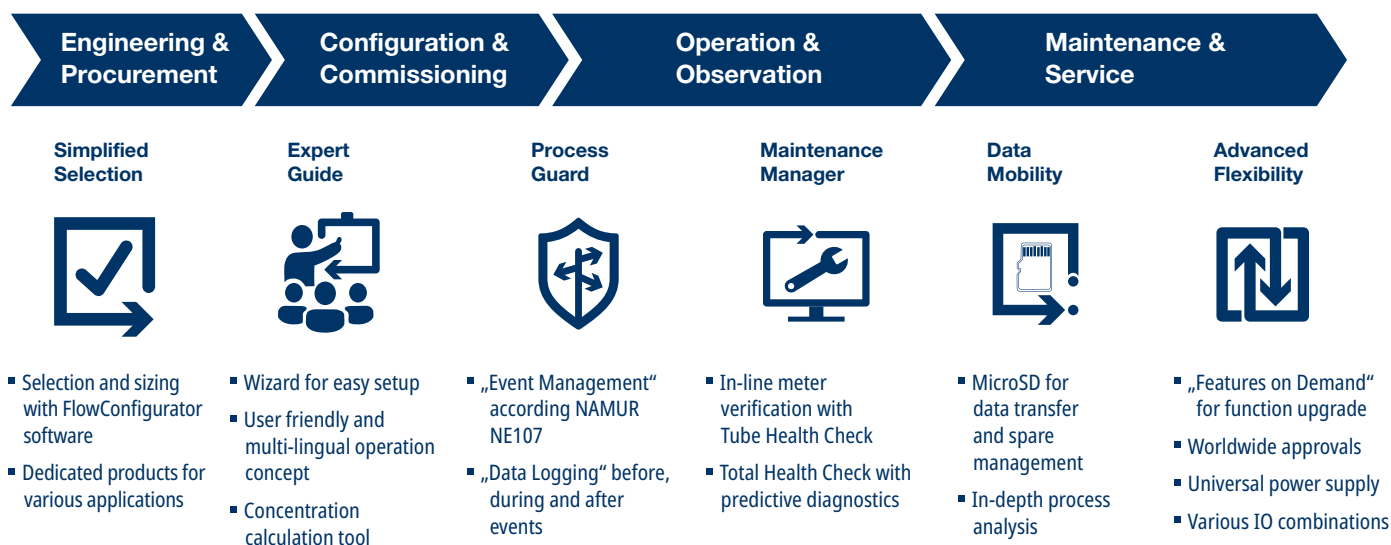 Engineering &
Procurement
Configuration &
Commissioning
Operation &
Observation
Maintenance &
Service
Simplified
Selection
Expert
Guide
Process
Guard
Maintenance
Manager
Data
Mobility
Advanced
Flexibility
▪ Selection and sizing
with FlowConfigurator
software
▪ Dedicated products for
various applications
▪ Wizard for easy setup
▪ User friendly and
multi-lingual operation
concept
▪ Concentration
calculation tool
▪ „Event Management“
according NAMUR
NE107
▪ „Data Logging“ before,
during and after
events
▪ In-line meter
verification with
Tube Health Check
▪ Total Health Check with
predictive diagnostics
▪ MicroSD for
data transfer
and spare
management
▪ In-depth process
analysis
▪ „Features on Demand“
for function upgrade
▪ Worldwide approvals
▪ Universal power supply
▪ Various IO combinations